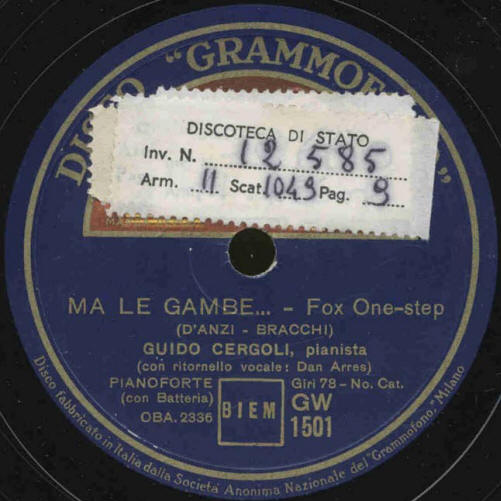 DISCO "GRAMMOFONO"
DISCOTECA DI STATO
Inv. N. 12585
Arm. 11 Scat. 1049 Pag. 9
MA LE GAMBE... - Fox One-step
(D'ANZI - BRACCHI)
GUIDO CERGOLI, pianista
(con ritornello vocale: Dan Arres)
PIANOFORTE
(con Batteria)
OBA. 2336
BIEM
Giri 78 - No. Cat.
GW
1501
Disco fabbricato in Italia dalla Società Anonima Nazionale del "Grammofono," Milano